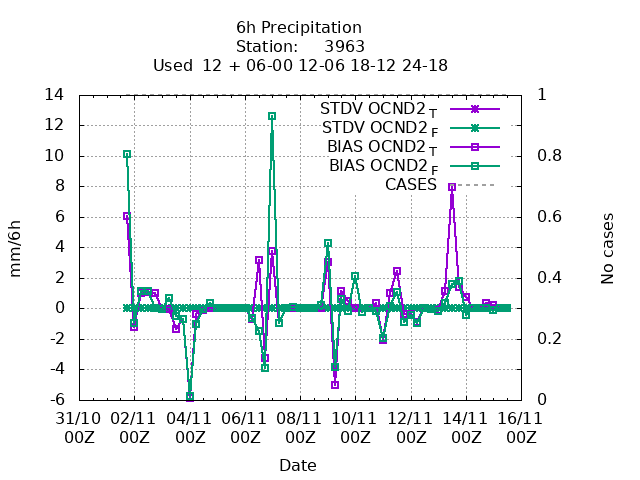 6h Precipitation
Station: 3963
Used 12 + 06-00 12-06 18-12 24-18
14 1
12
10 0.8
8
6 0.6
4
2 0.4
0
-2 0.2
-4
-6 0
mm/6h
No cases
STDV OCND2 T
STDV OCND2 F
BIAS OCND2 T
BIAS OCND2 F
CASES
31/10 02/11 04/11 06/11 08/11 10/11 12/11 14/11 16/11
00Z 00Z 00Z 00Z 00Z 00Z 00Z 00Z 00Z
Date